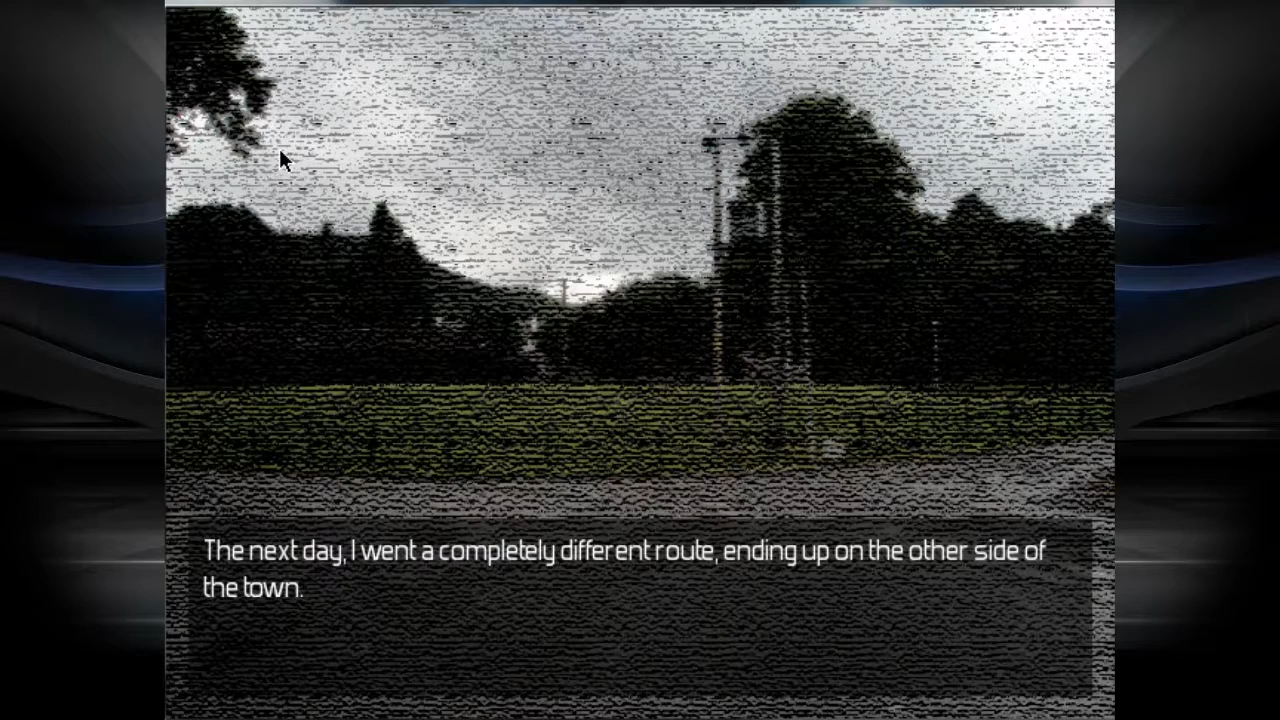 The next day, I went a completely different route, ending up on the other side of
the town.